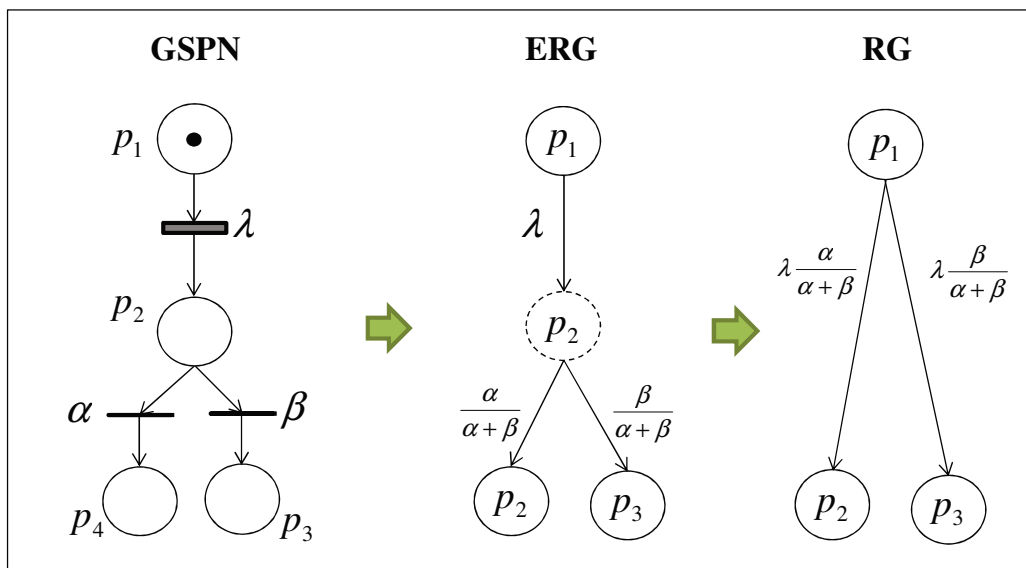 GSPN
ERG
RG
p₁
λ
p₂
α
β
p₄
p₃
p₁
λ
p₂
α/(α + β)
β/(α + β)
p₂
p₃
p₁
λ α/(α + β)
λ β/(α + β)
p₂
p₃